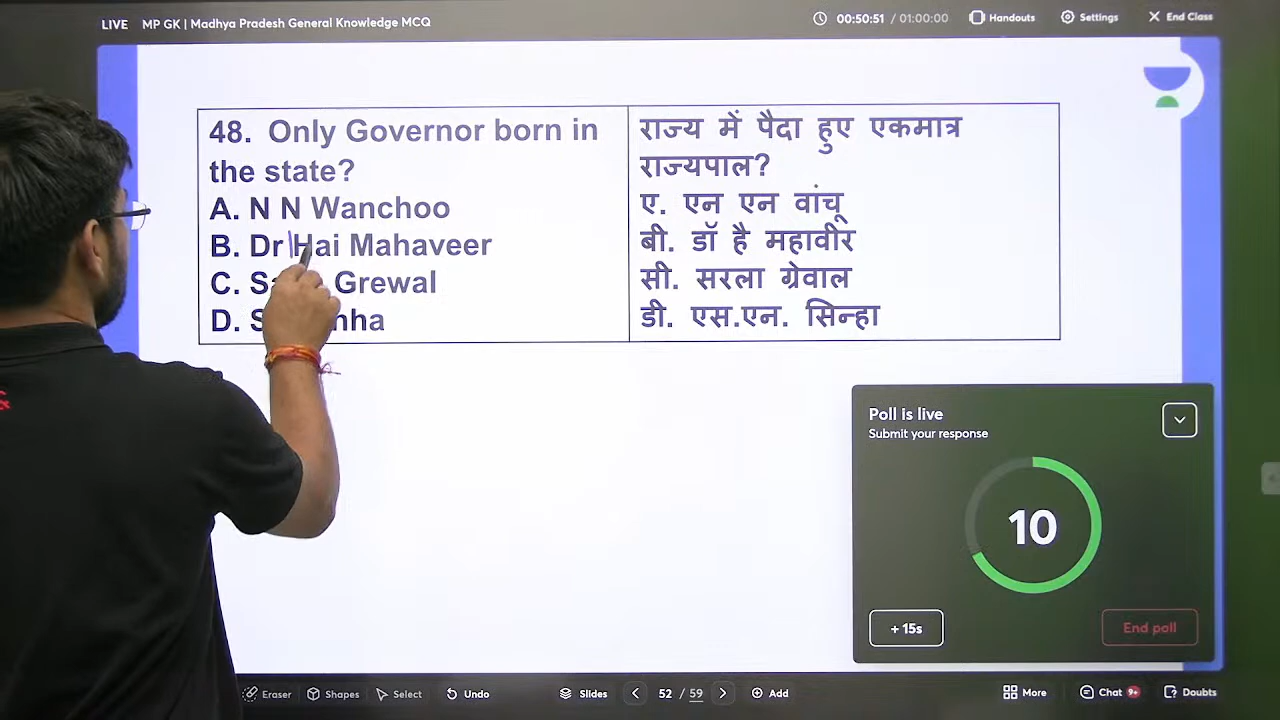 LIVE MP GK | Madhya Pradesh General Knowledge MCQ
00:50:51 / 01:00:00
Handouts
Settings
End Class
48. Only Governor born in
the state?
A. N N Wanchoo
B. Dr Hai Mahaveer
C. Grewal
D.
राज्य में पैदा हुए एकमात्र
राज्यपाल?
ए. एन एन वांचू
बी. डॉ है महावीर
सी. सरला ग्रेवाल
डी. एस.एन. सिन्हा
Poll is live
Submit your response
10
+ 15s
End poll
Eraser
Shapes
Select
Undo
Slides
52 / 59
Add
More
Chat 9+
Doubts